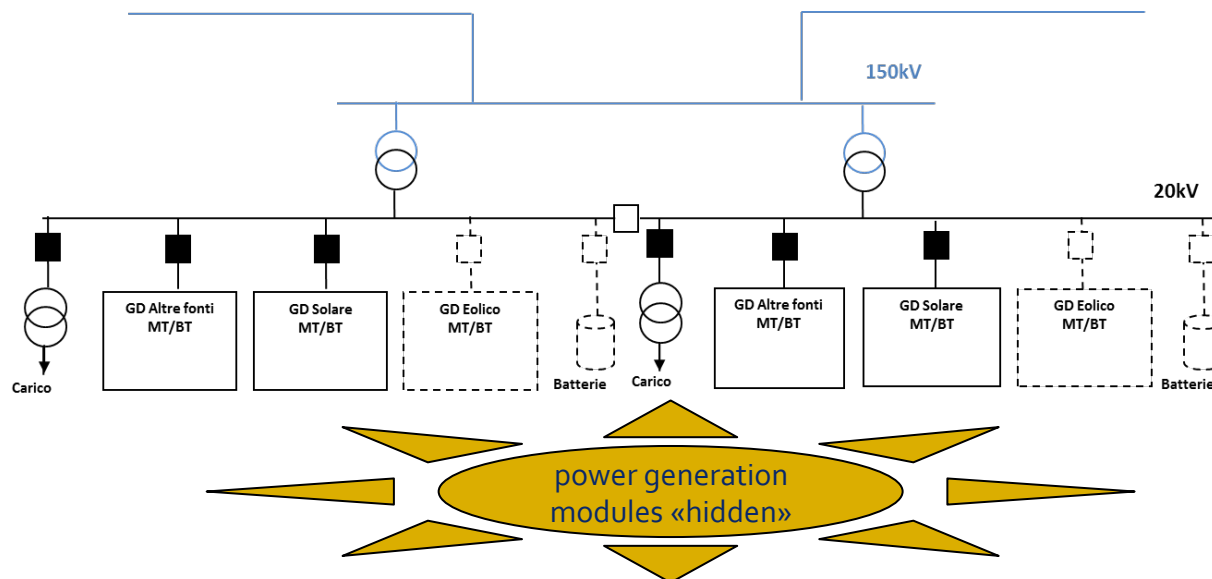 150kV
20kV
GD Altre fonti
MT/BT
GD Solare
MT/BT
GD Eolico
MT/BT
GD Altre fonti
MT/BT
GD Solare
MT/BT
GD Eolico
MT/BT
Carico
Batterie
Carico
Batterie
power generation
modules «hidden»